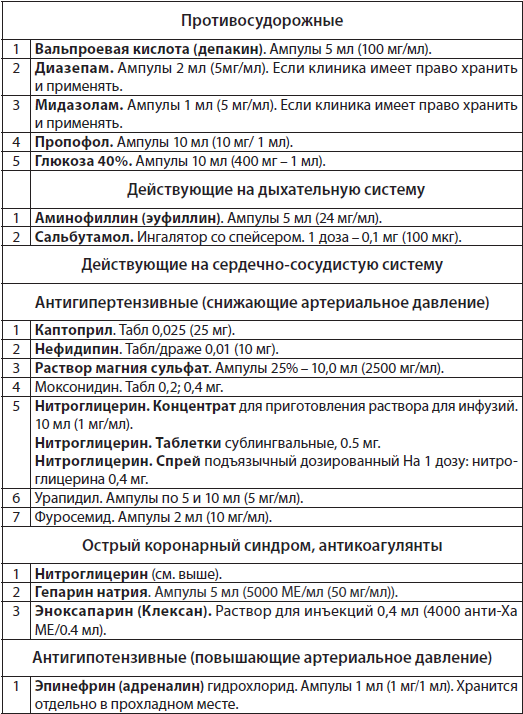 Противосудорожные
1 Вальпроевая кислота (депакин). Ампулы 5 мл (100 мг/мл).
2 Диазепам. Ампулы 2 мл (5мг/мл). Если клиника имеет право хранить
и применять.
3 Мидазолам. Ампулы 1 мл (5 мг/мл). Если клиника имеет право хранить
и применять.
4 Пропофол. Ампулы 10 мл (10 мг/ 1 мл).
5 Глюкоза 40%. Ампулы 10 мл (400 мг – 1 мл).
Действующие на дыхательную систему
1 Аминофиллин (эуфиллин). Ампулы 5 мл (24 мг/мл).
2 Сальбутамол. Ингалятор со спейсером. 1 доза – 0,1 мг (100 мкг).
Действующие на сердечно-сосудистую систему
Антигипертензивные (снижающие артериальное давление)
1 Каптоприл. Табл 0,025 (25 мг).
2 Нефидипин. Табл/драже 0,01 (10 мг).
3 Раствор магния сульфат. Ампулы 25% – 10,0 мл (2500 мг/мл).
4 Моксонидин. Табл 0,2; 0,4 мг.
5 Нитроглицерин. Концентрат для приготовления раствора для инфузий.
10 мл (1 мг/мл).
Нитроглицерин. Таблетки сублингвальные, 0.5 мг.
Нитроглицерин. Спрей подъязычный дозированный На 1 дозу: нитро-
глицерина 0,4 мг.
6 Урапидил. Ампулы по 5 и 10 мл (5 мг/мл).
7 Фуросемид. Ампулы 2 мл (10 мг/мл).
Острый коронарный синдром, антикоагулянты
1 Нитроглицерин (см. выше).
2 Гепарин натрия. Ампулы 5 мл (5000 МЕ/мл (50 мг/мл)).
3 Эноксапарин (Клексан). Раствор для инъекций 0,4 мл (4000 анти-Ха
МЕ/0.4 мл).
Антигипотензивные (повышающие артериальное давление)
1 Эпинефрин (адреналин) гидрохлорид. Ампулы 1 мл (1 мг/1 мл). Хранится
отдельно в прохладном месте.